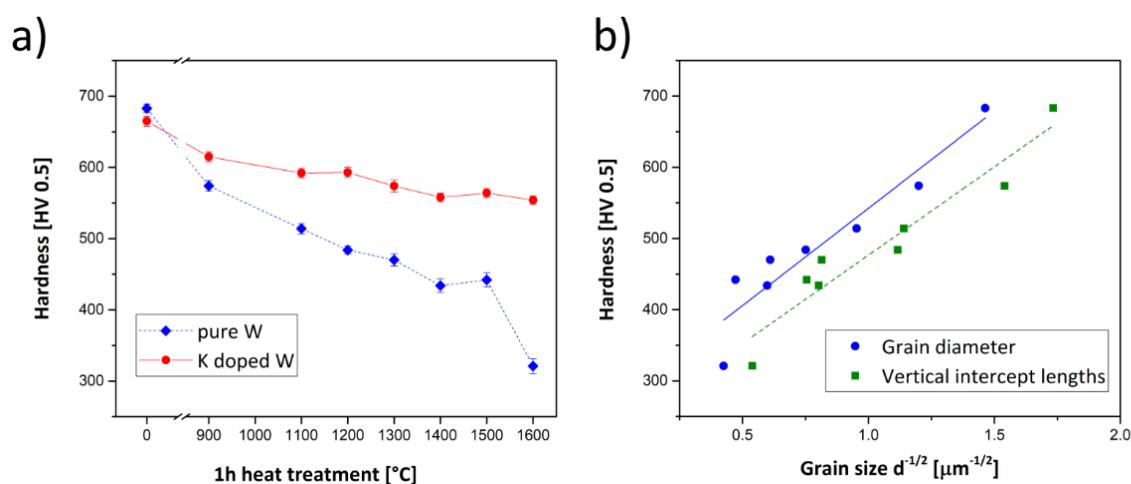 a)
Hardness [HV 0.5]
700
600
500
400
300
pure W
K doped W
0
900
1000
1100
1200
1300
1400
1500
1600
1h heat treatment [°C]
b)
Hardness [HV 0.5]
700
600
500
400
300
Grain diameter
Vertical intercept lengths
0.5
1.0
1.5
2.0
Grain size d⁻¹/² [μm⁻¹/²]